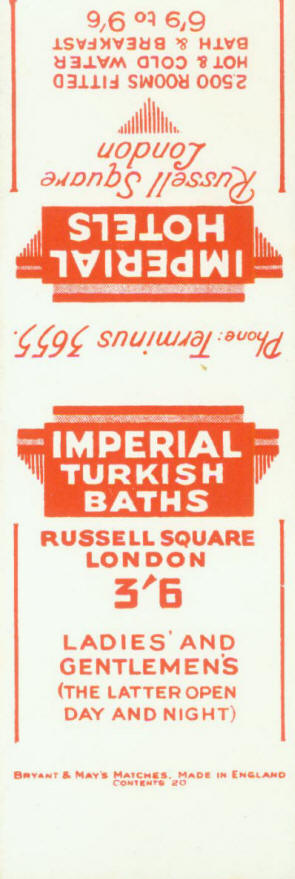 Phone: Terminus 3655.
IMPERIAL
HOTELS
Russell Square
London
2,500 ROOMS FITTED
HOT & COLD WATER
BATH & BREAKFAST
6'9 to 9'6
IMPERIAL
TURKISH
BATHS
RUSSELL SQUARE
LONDON
3'6
LADIES' AND
GENTLEMEN'S
(THE LATTER OPEN
DAY AND NIGHT)
BRYANT & MAY'S MATCHES, MADE IN ENGLAND
CONTENTS 20